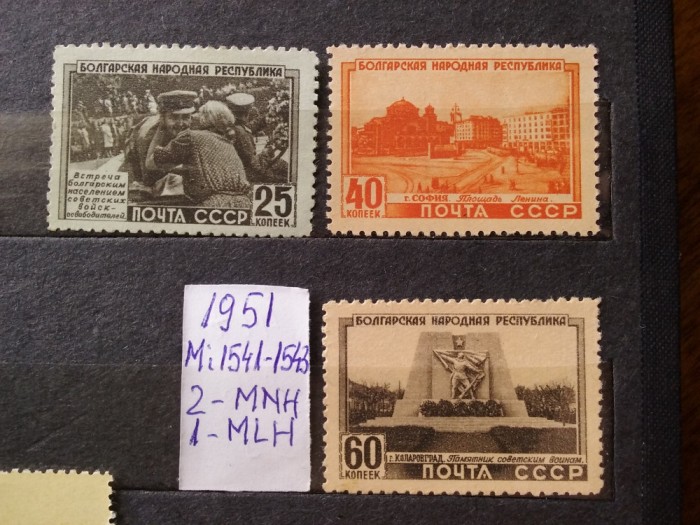 БОЛГАРСКАЯ НАРОДНАЯ РЕСПУБЛИКА
Встреча
болгарским
населением
советских
войск-
освободителей.
25
КОПЕЕК
ПОЧТА СССР
БОЛГАРСКАЯ НАРОДНАЯ РЕСПУБЛИКА
40
КОПЕЕК
г. СОФИЯ. Площадь Ленина.
ПОЧТА СССР
1951
Mi 1541-1543
2-MNH
1-MLH
БОЛГАРСКАЯ НАРОДНАЯ РЕСПУБЛИКА
60
КОПЕЕК
г. КОЛАРОВГРАД. Памятник советским воинам.
ПОЧТА СССР